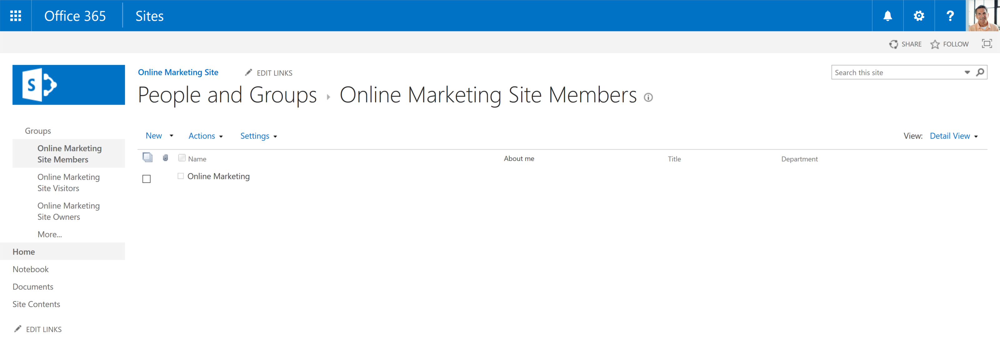 Office 365
Sites
?
SHARE
FOLLOW
S
Online Marketing Site
EDIT LINKS
Search this site
People and Groups
Online Marketing Site Members
Groups
Online Marketing
Site Members
Online Marketing
Site Visitors
Online Marketing
Site Owners
More...
Home
Notebook
Documents
Site Contents
EDIT LINKS
New
Actions
Settings
View:
Detail View
Name
About me
Title
Department
Online Marketing